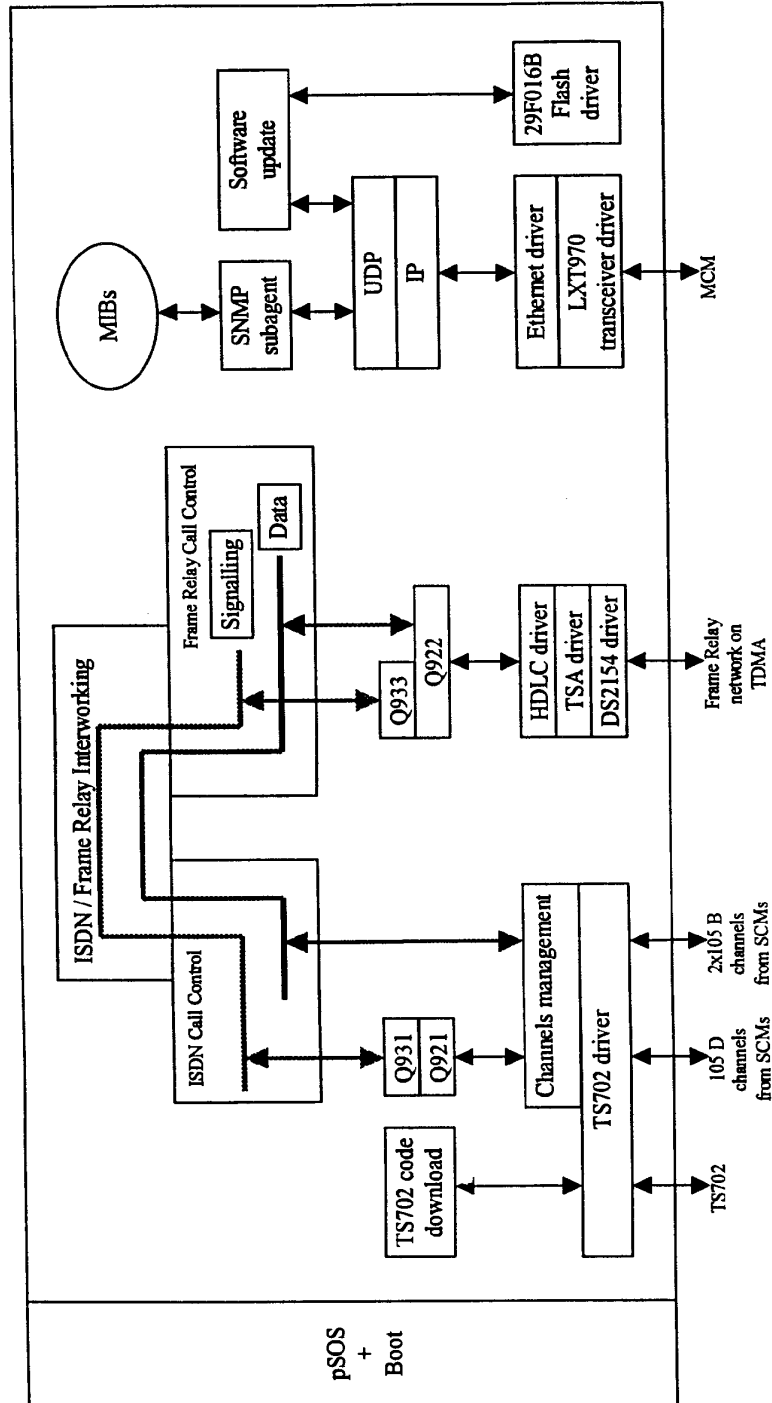 pSOS
+
Boot
ISDN / Frame Relay Interworking
ISDN Call Control
Frame Relay Call Control
Signalling
Data
MIBs
SNMP
subagent
Software
update
UDP
IP
TS702 code
download
Q931
Q921
Q933
Q922
Channels management
TS702 driver
HDLC driver
TSA driver
DS2154 driver
Ethernet driver
LXT970
transceiver driver
29F016B
Flash
driver
TS702
105 D
channels
from SCMs
2x105 B
channels
from SCMs
Frame Relay
network on
TDMA
MCM